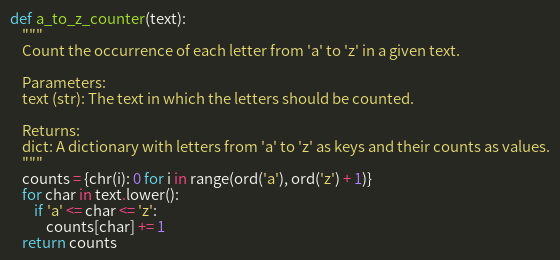 def a_to_z_counter(text):
    """
    Count the occurrence of each letter from 'a' to 'z' in a given text.

    Parameters:
    text (str): The text in which the letters should be counted.

    Returns:
    dict: A dictionary with letters from 'a' to 'z' as keys and their counts as values.
    """
    counts = {chr(i): 0 for i in range(ord('a'), ord('z') + 1)}
    for char in text.lower():
        if 'a' <= char <= 'z':
            counts[char] += 1
    return counts